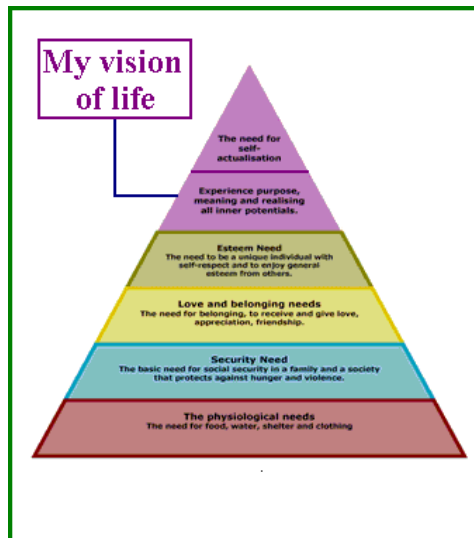 My vision
of life
The need for
self-
actualisation
Experience purpose,
meaning and realising
all inner potentials.
Esteem Need
The need to be a unique individual with
self-respect and to enjoy general
esteem from others.
Love and belonging needs
The need for belonging, to receive and give love,
appreciation, friendship.
Security Need
The basic need for social security in a family and a society
that protects against hunger and violence.
The physiological needs
The need for food, water, shelter and clothing